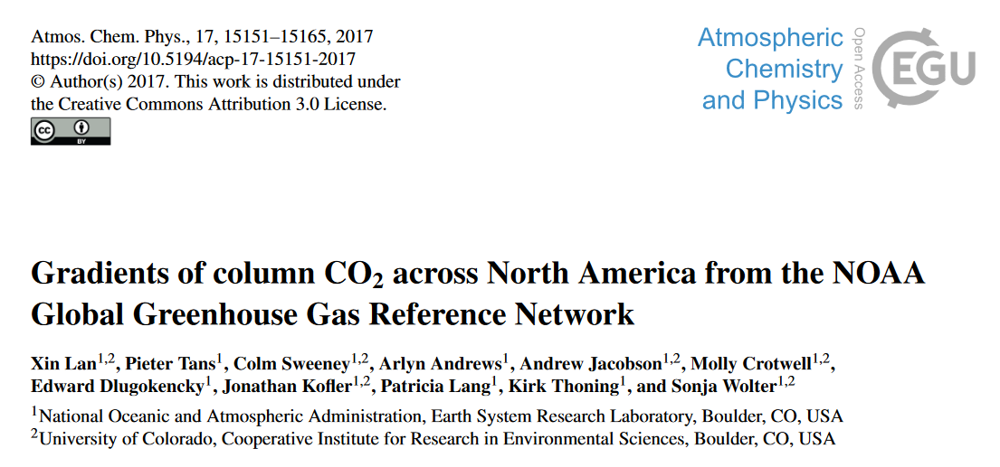 Atmos. Chem. Phys., 17, 15151–15165, 2017
https://doi.org/10.5194/acp-17-15151-2017
© Author(s) 2017. This work is distributed under
the Creative Commons Attribution 3.0 License.
cc BY
Atmospheric
Chemistry
and Physics
Open Access
EGU
Gradients of column CO₂ across North America from the NOAA
Global Greenhouse Gas Reference Network
Xin Lan¹,², Pieter Tans¹, Colm Sweeney¹,², Arlyn Andrews¹, Andrew Jacobson¹,², Molly Crotwell¹,²,
Edward Dlugokencky¹, Jonathan Kofler¹,², Patricia Lang¹, Kirk Thoning¹, and Sonja Wolter¹,²
¹National Oceanic and Atmospheric Administration, Earth System Research Laboratory, Boulder, CO, USA
²University of Colorado, Cooperative Institute for Research in Environmental Sciences, Boulder, CO, USA